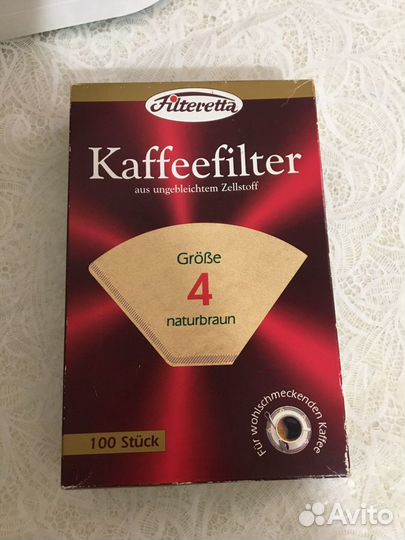 Filteretta
Kaffeefilter
aus ungebleichtem Zellstoff
Größe
4
naturbraun
100 Stück
Für wohlschmeckenden Kaffee
Avito